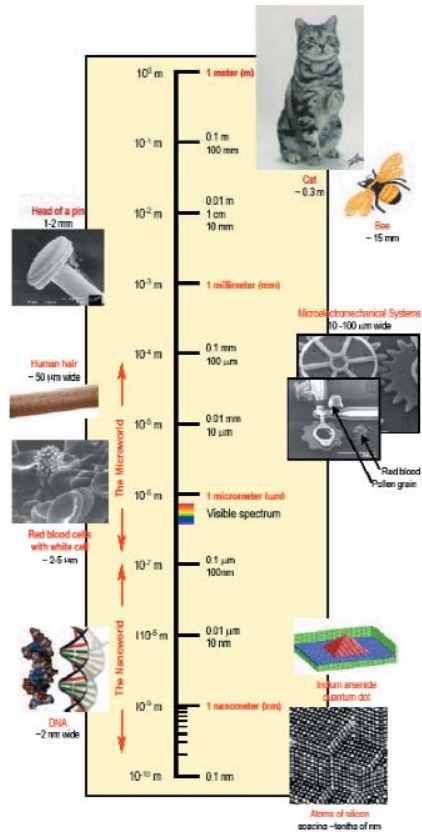 10⁰ m
1 meter (m)
Cat
~ 0.3 m
10⁻¹ m
0.1 m
100 mm
Bee
~ 15 mm
Head of a pin
1-2 mm
10⁻² m
0.01 m
1 cm
10 mm
10⁻³ m
1 millimeter (mm)
Microelectromechanical Systems
10 -100 µm wide
10⁻⁴ m
0.1 mm
100 µm
Human hair
~ 50 µm wide
The Microworld
10⁻⁵ m
0.01 mm
10 µm
Red blood
Pollen grain
10⁻⁶ m
1 micrometer (µm)
Visible spectrum
Red blood cells
with white cell
~ 2-5 µm
10⁻⁷ m
0.1 µm
100nm
The Nanoworld
l10⁻⁸ m
0.01 µm
10 nm
Indium arsenide
quantum dot
DNA
~2 nm wide
10⁻⁹ m
1 nanometer (nm)
10⁻¹⁰ m
0.1 nm
Atoms of silicon
spacing ~tenths of nm